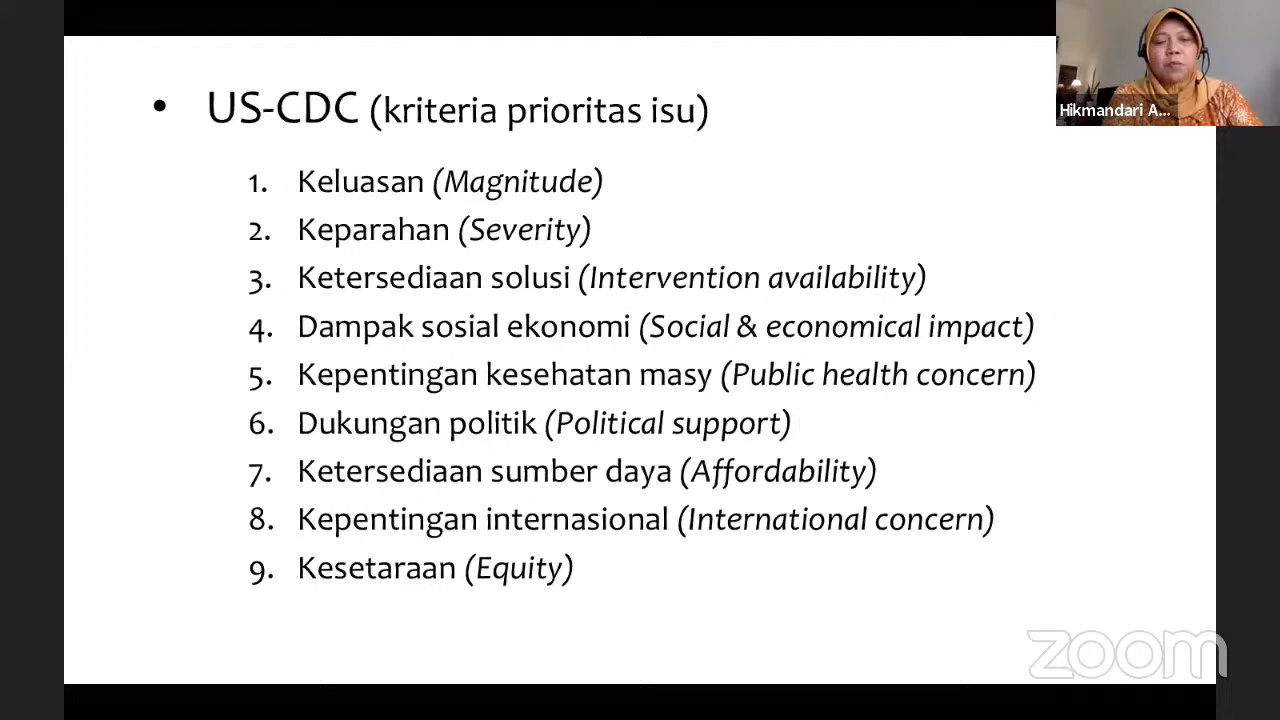 • US-CDC (kriteria prioritas isu)
1. Keluasan (Magnitude)
2. Keparahan (Severity)
3. Ketersediaan solusi (Intervention availability)
4. Dampak sosial ekonomi (Social & economical impact)
5. Kepentingan kesehatan masy (Public health concern)
6. Dukungan politik (Political support)
7. Ketersediaan sumber daya (Affordability)
8. Kepentingan internasional (International concern)
9. Kesetaraan (Equity)
Hikmandari A...
zoom